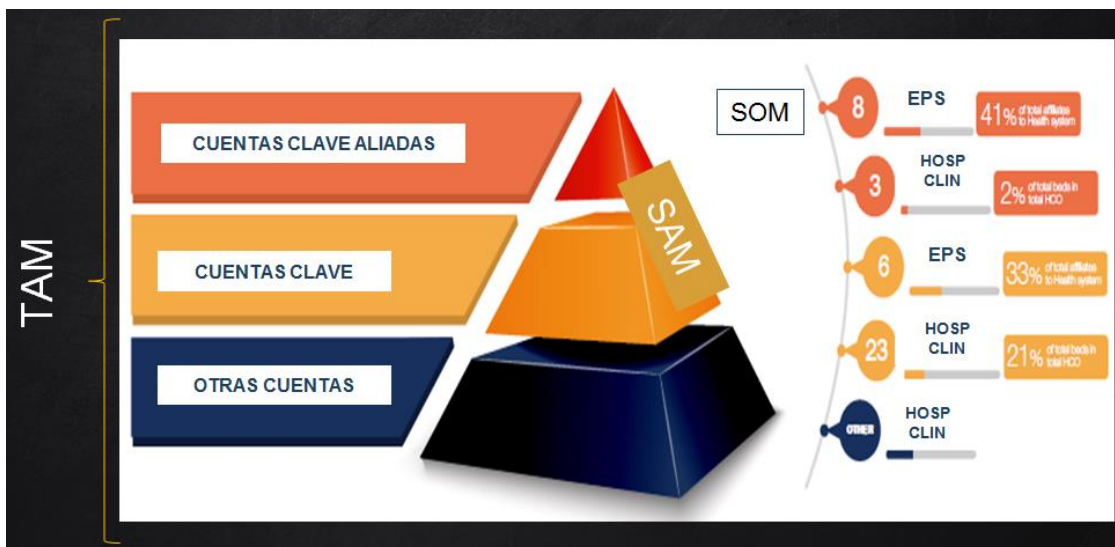 TAM
CUENTAS CLAVE ALIADAS
CUENTAS CLAVE
OTRAS CUENTAS
SAM
SOM
8
EPS
41% of total affiliates
to Health system
3
HOSP
CLIN
2% of total beds in
total HCO
6
EPS
33% of total affiliates
to Health system
23
HOSP
CLIN
21% of total beds in
total HCO
OTHER
HOSP
CLIN